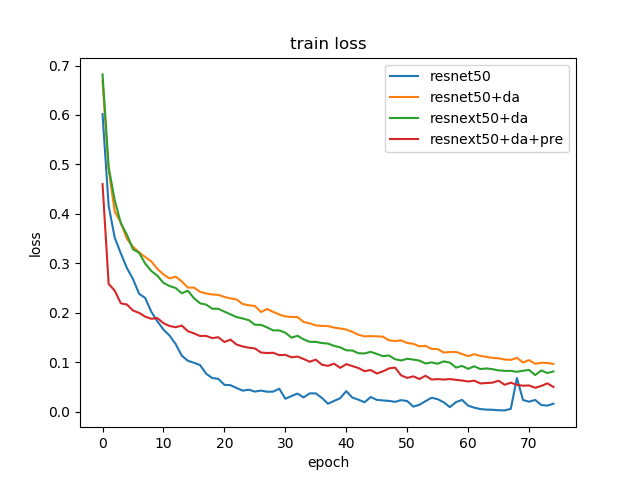 train loss
resnet50
resnet50+da
resnext50+da
resnext50+da+pre
loss
0.7
0.6
0.5
0.4
0.3
0.2
0.1
0.0
0 10 20 30 40 50 60 70
epoch